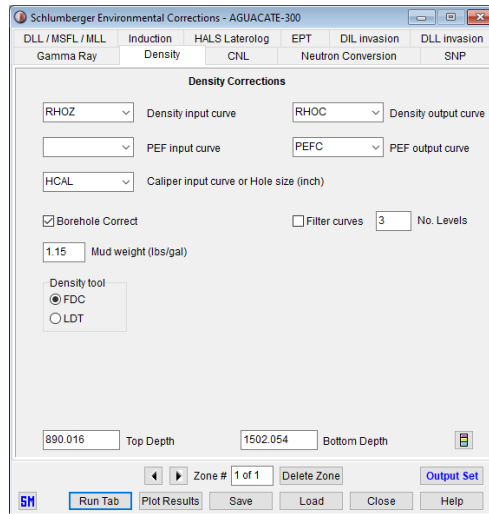 Schlumberger Environmental Corrections - AGUACATE-300
DLL / MSFL / MLL Induction HALS Laterolog EPT DIL invasion DLL invasion
Gamma Ray Density CNL Neutron Conversion SNP
Density Corrections
RHOZ Density input curve RHOC Density output curve
PEF input curve PEFC PEF output curve
HCAL Caliper input curve or Hole size (inch)
Borehole Correct Filter curves 3 No. Levels
1.15 Mud weight (lbs/gal)
Density tool
FDC
LDT
890.016 Top Depth 1502.054 Bottom Depth
Zone # 1 of 1 Delete Zone Output Set
SM Run Tab Plot Results Save Load Close Help